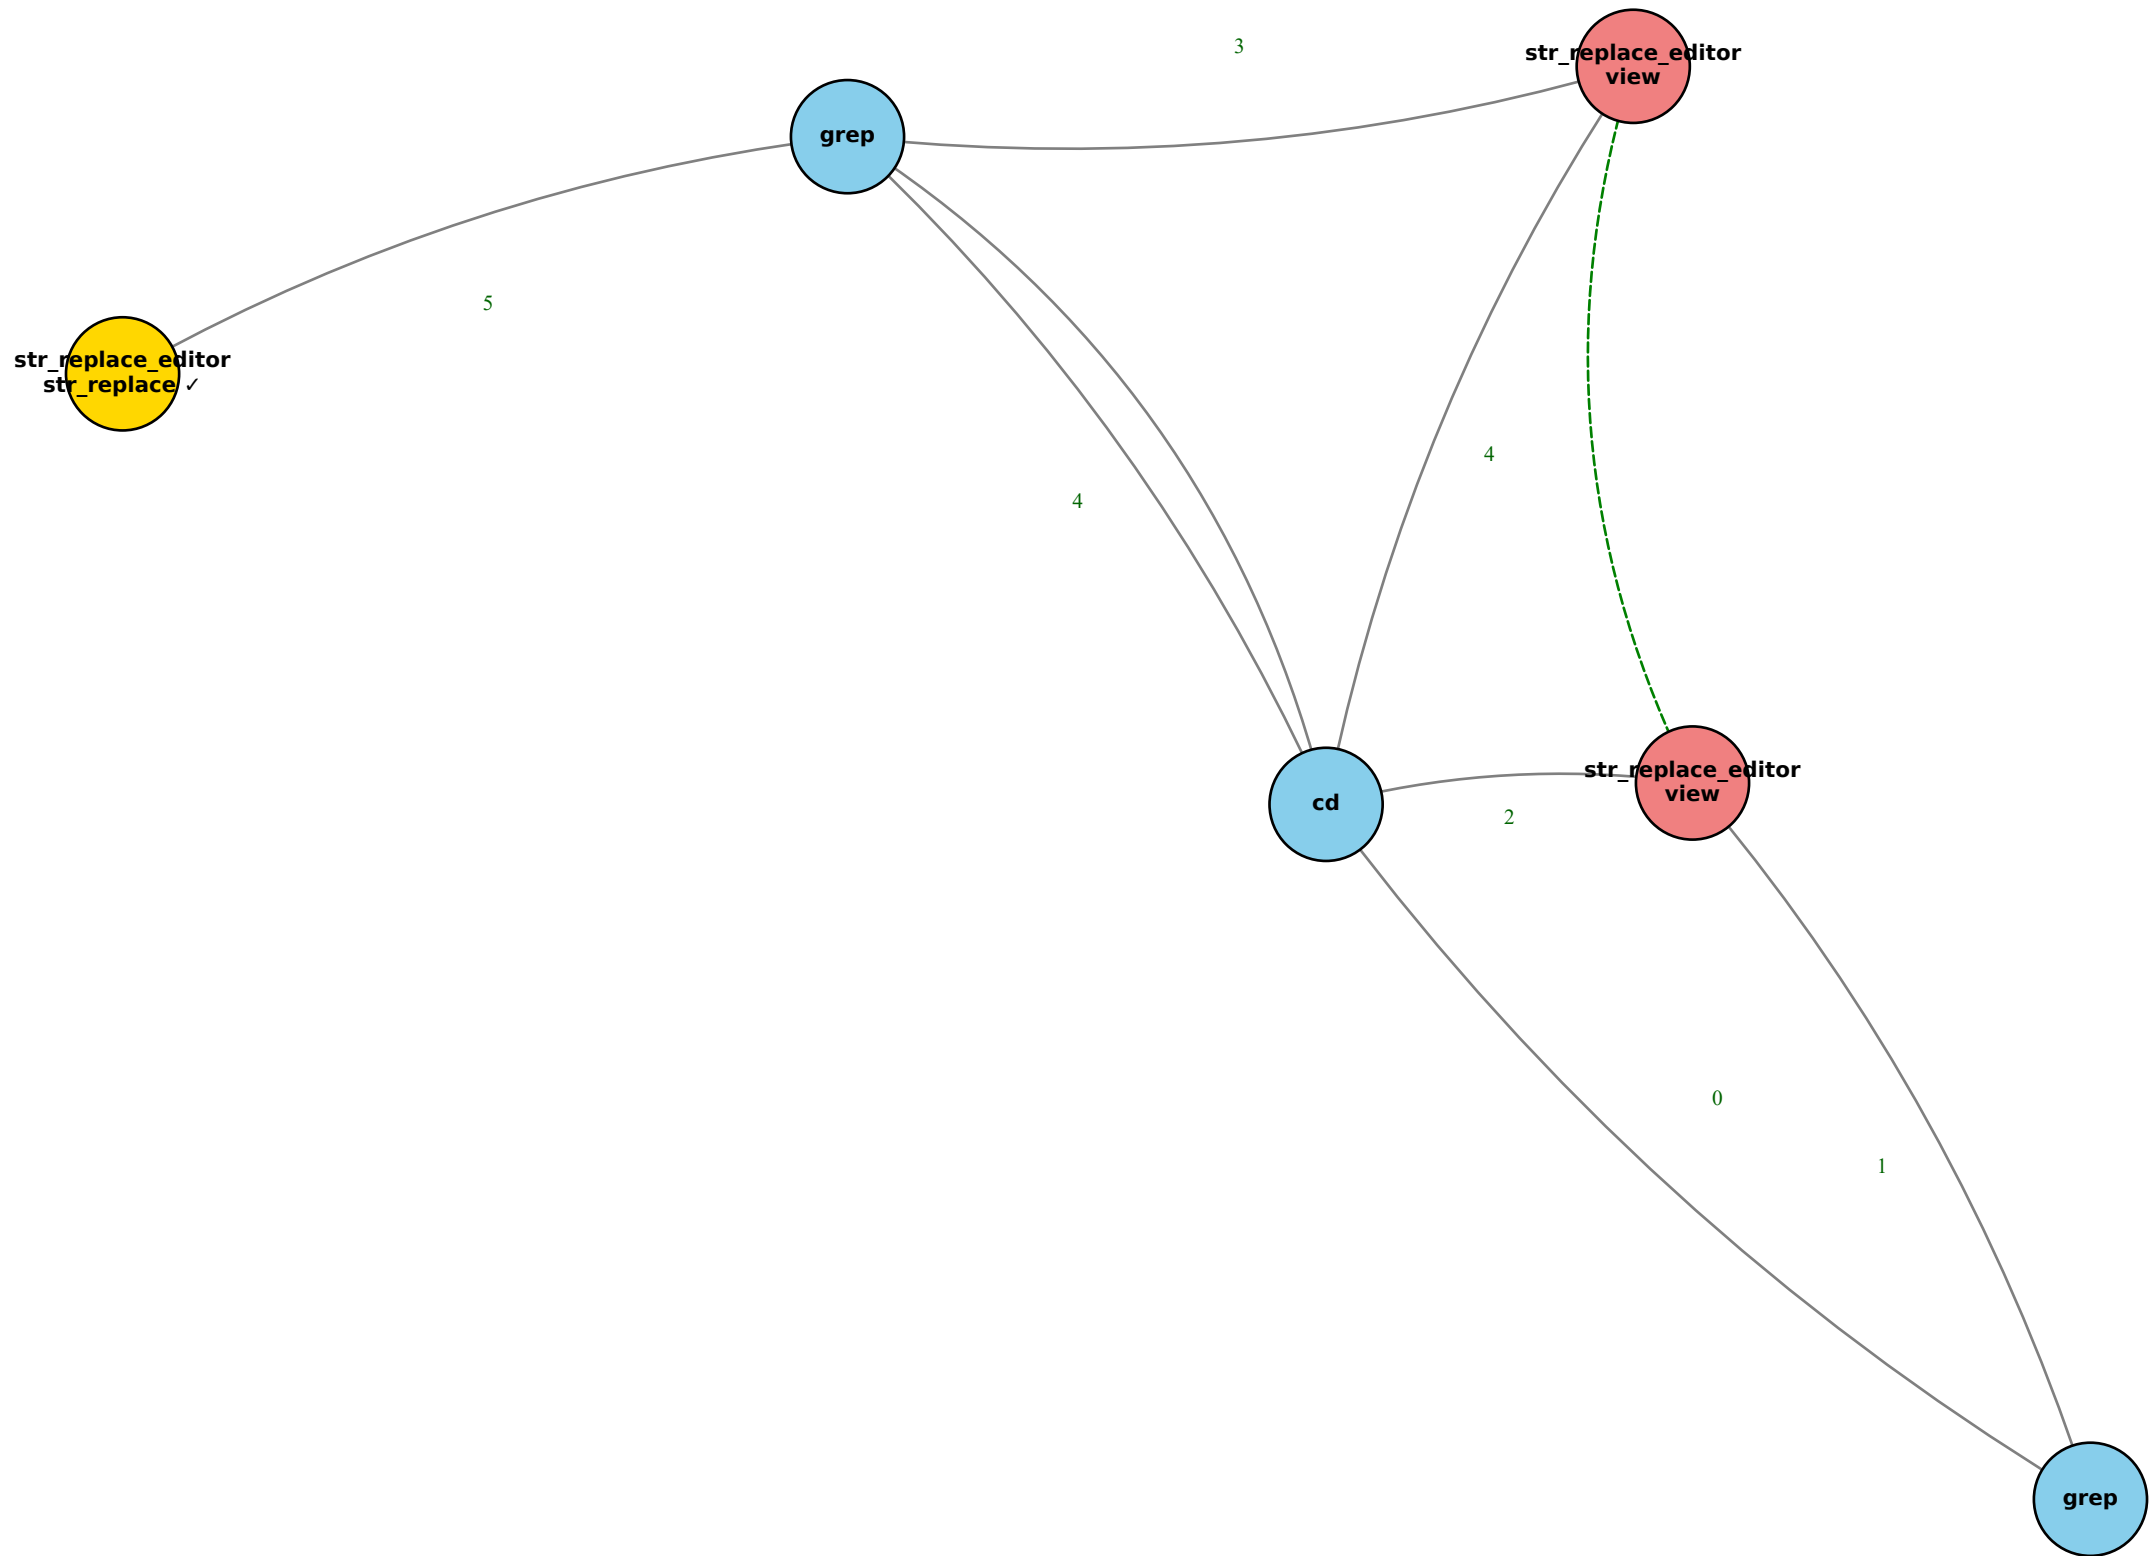 3
str_replace_editor
view
grep
5
str_replace_editor
str_replace ✓
4
4
str_replace_editor
view
cd
2
0
1
grep